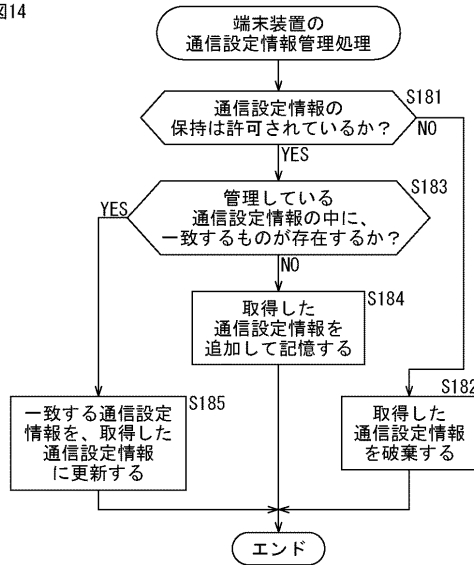 図14
端末装置の
通信設定情報管理処理
通信設定情報の
保持は許可されているか？
S181
NO
YES
管理している
通信設定情報の中に、
一致するものが存在するか？
S183
YES
NO
取得した
通信設定情報を
追加して記憶する
S184
一致する通信設定
情報を、取得した
通信設定情報
に更新する
S185
取得した
通信設定情報
を破棄する
S182
エンド